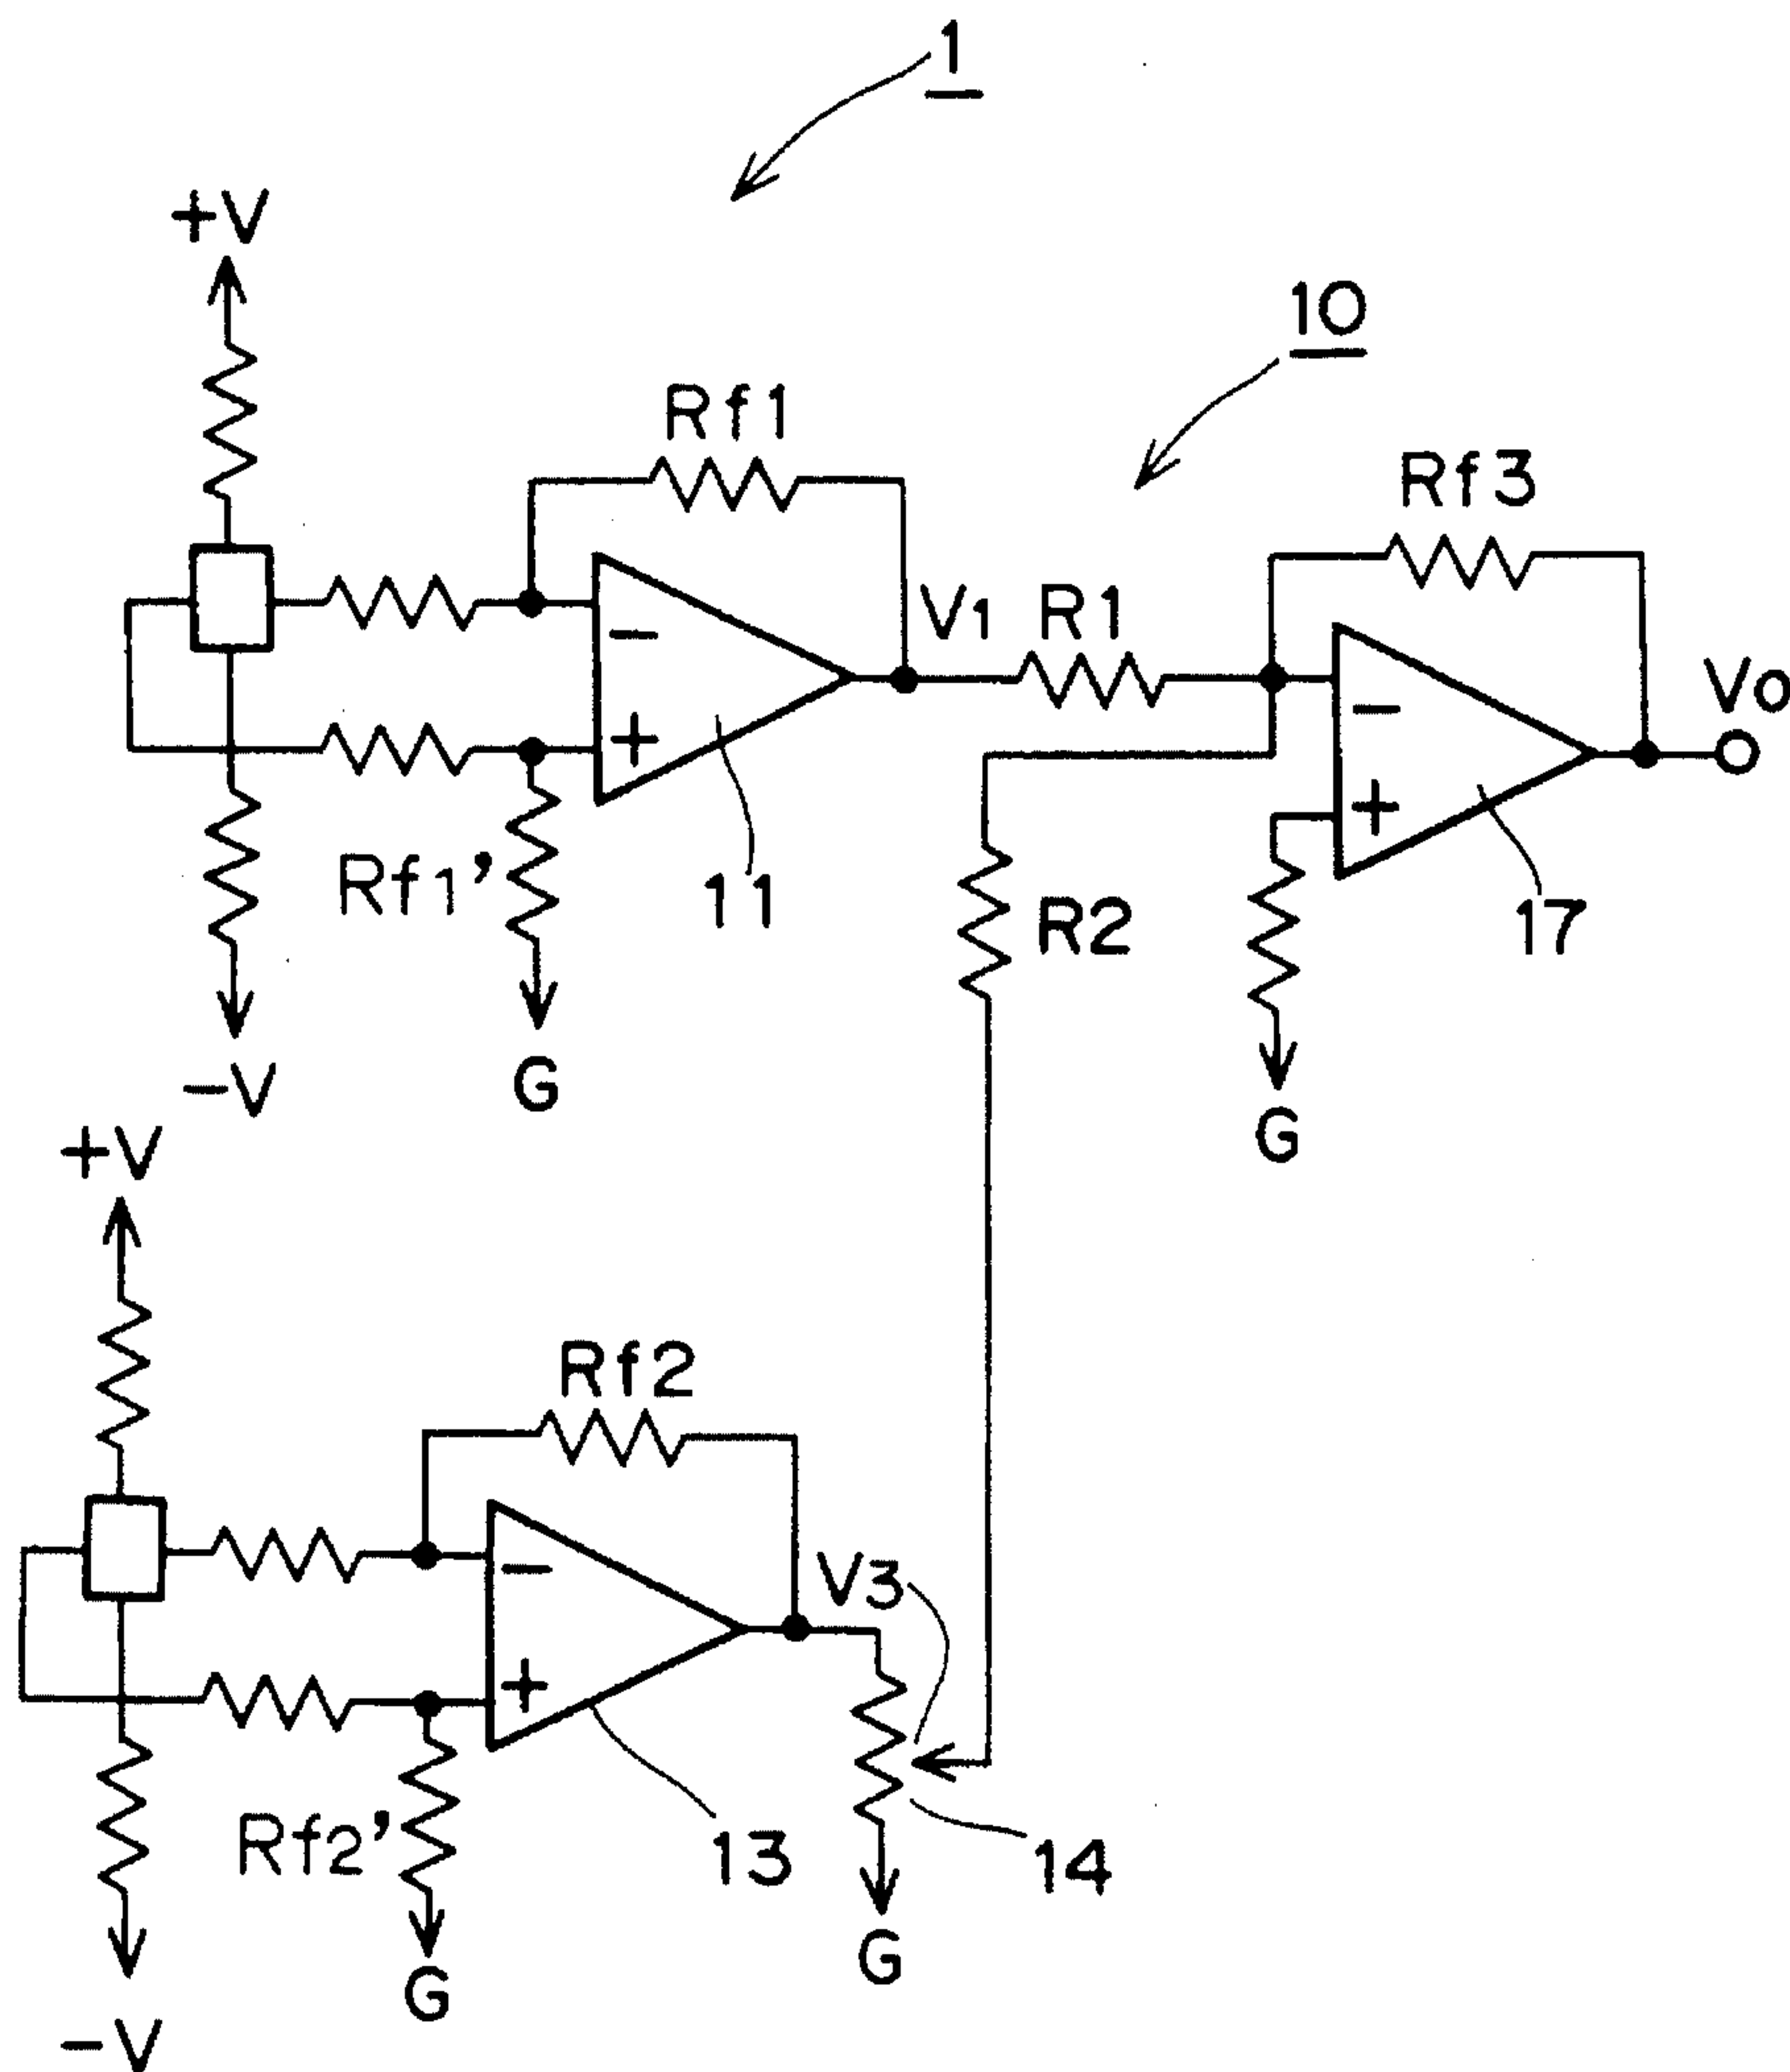 1
+V
10
Rf1
Rf3
V1
R1
Vo
−
+
−
+
Rf1'
11
R2
17
−V
G
G
+V
Rf2
V3
−
+
Rf2'
13
14
G
G
−V